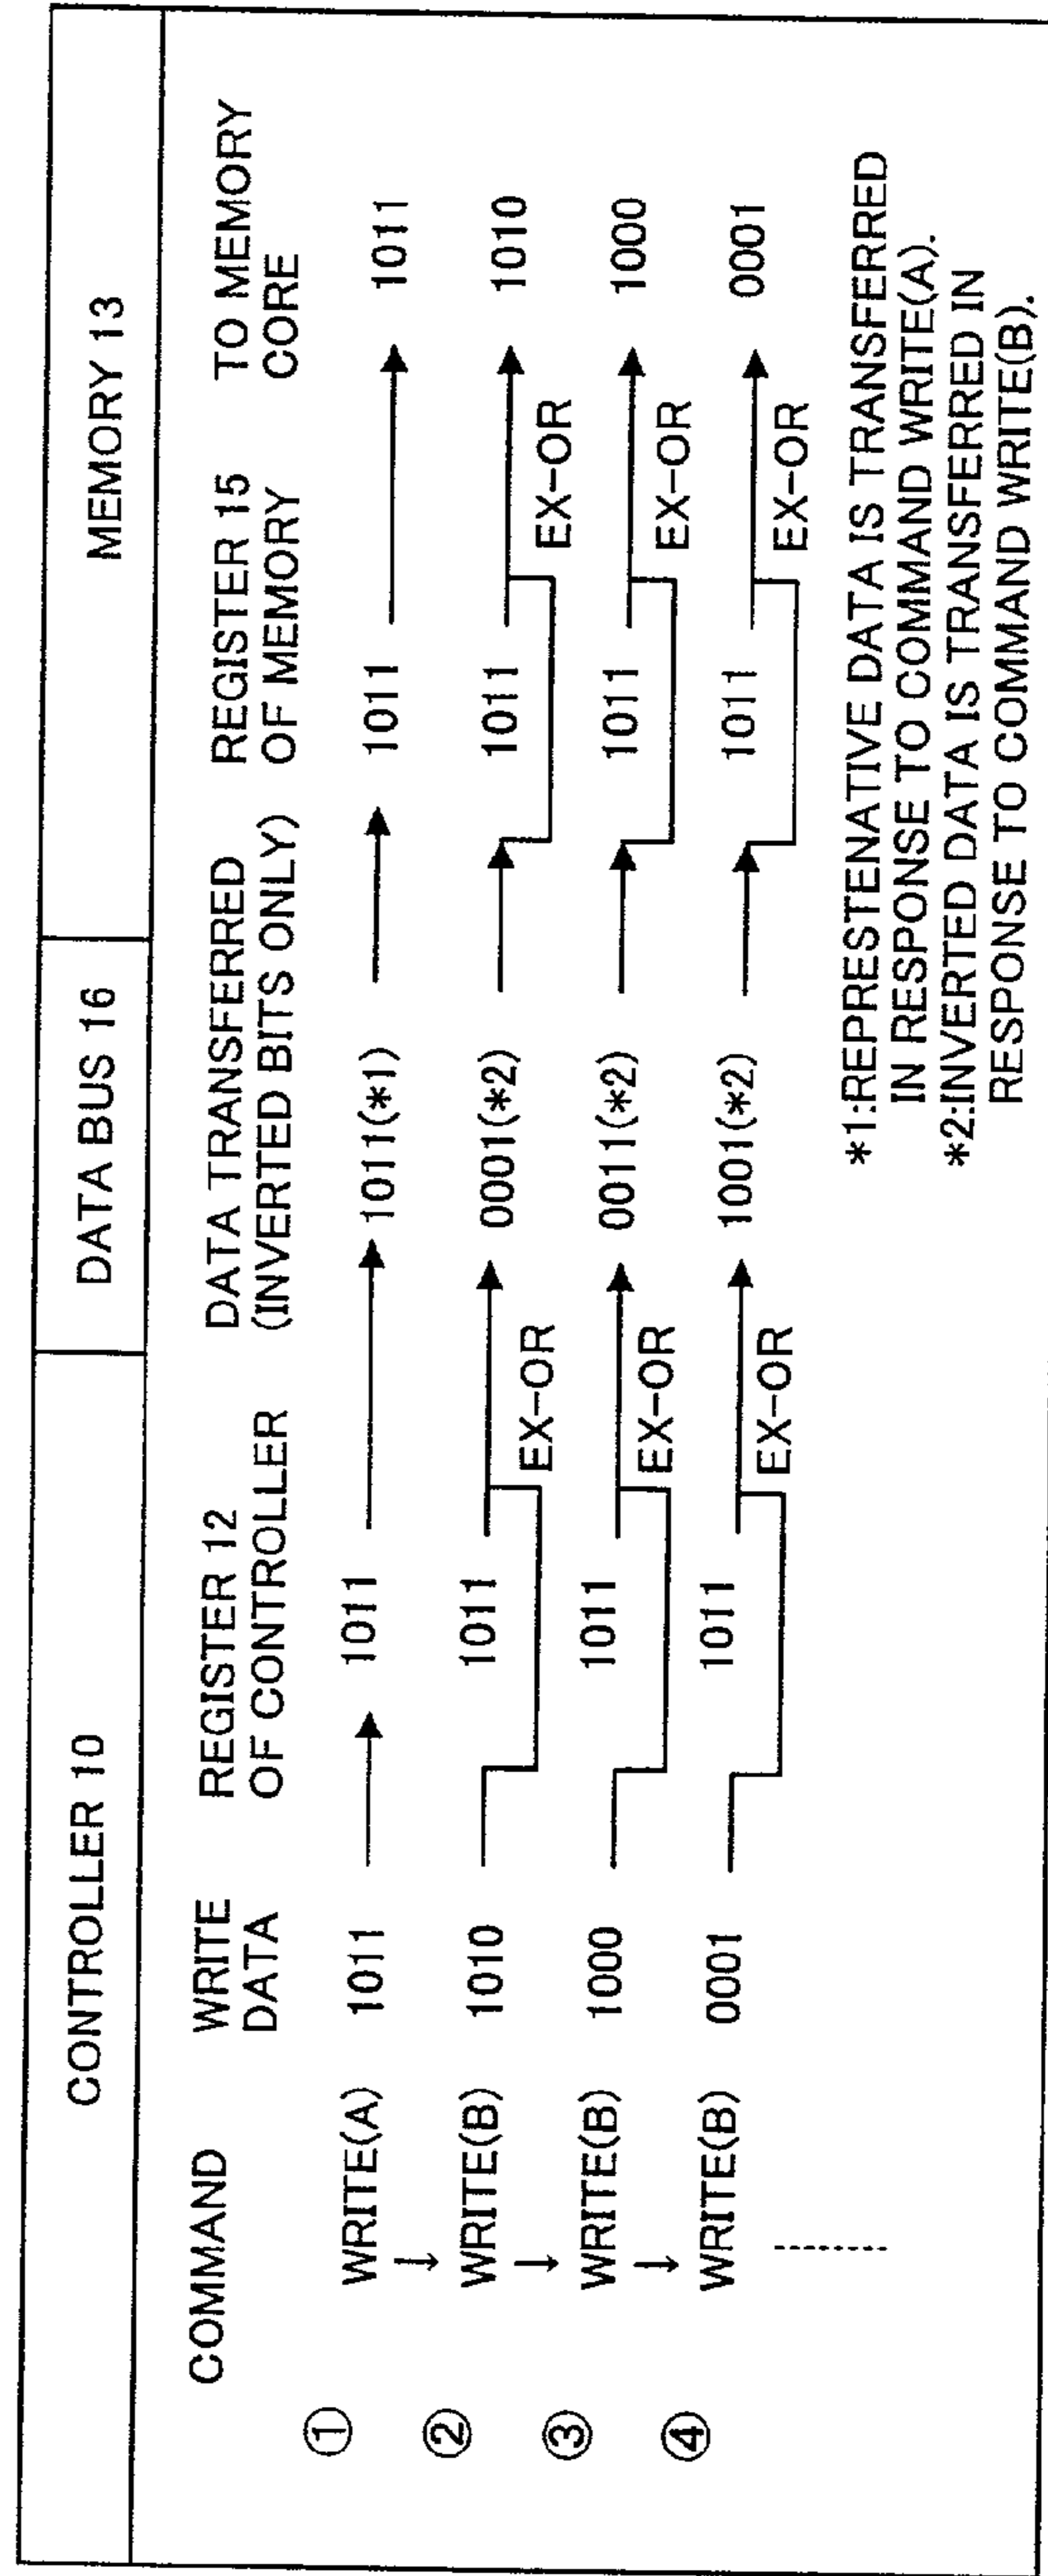 CONTROLLER 10
DATA BUS 16
MEMORY 13
COMMAND
WRITE
DATA
REGISTER 12
OF CONTROLLER
DATA TRANSFERRED
(INVERTED BITS ONLY)
REGISTER 15
OF MEMORY
TO MEMORY
CORE
① WRITE(A) 1011 → 1011 → 1011(*1) → 1011 → 1011
↓
② WRITE(B) 1010 1011 EX-OR → 0001(*2) → 1011 EX-OR → 1010
↓
③ WRITE(B) 1000 1011 EX-OR → 0011(*2) → 1011 EX-OR → 1000
↓
④ WRITE(B) 0001 1011 EX-OR → 1001(*2) → 1011 EX-OR → 0001
*1:REPRESTENATIVE DATA IS TRANSFERRED
IN RESPONSE TO COMMAND WRITE(A).
*2:INVERTED DATA IS TRANSFERRED IN
RESPONSE TO COMMAND WRITE(B).